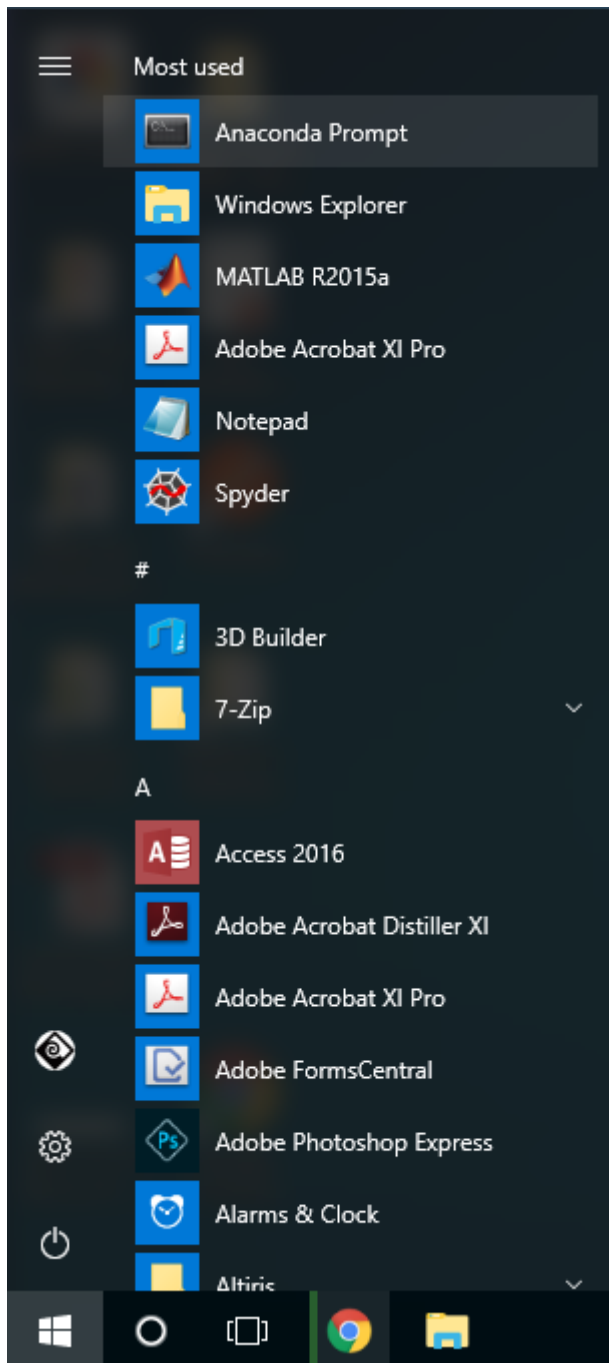 Most used
Anaconda Prompt
Windows Explorer
MATLAB R2015a
Adobe Acrobat XI Pro
Notepad
Spyder
#
3D Builder
7-Zip
A
Access 2016
Adobe Acrobat Distiller XI
Adobe Acrobat XI Pro
Adobe FormsCentral
Adobe Photoshop Express
Alarms & Clock
Altiris